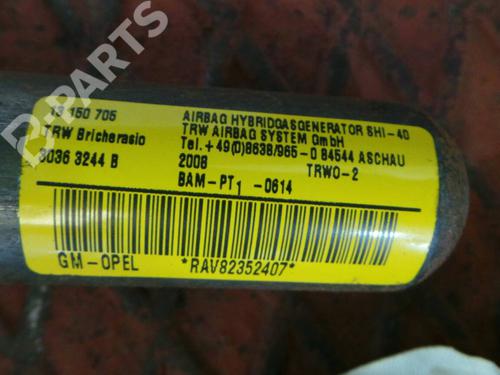 13 150 705
TRW Bricherasio
3036 3244 B
AIRBAG HYBRIDGASGENERATOR SHI-40
TRW AIRBAG SYSTEM GmbH
Tel.+49(0)8638/965-0 84544 ASCHAU
2008 TRWO-2
BAM-PT1 -0614
GM-OPEL *RAV82352407*
B-PARTS